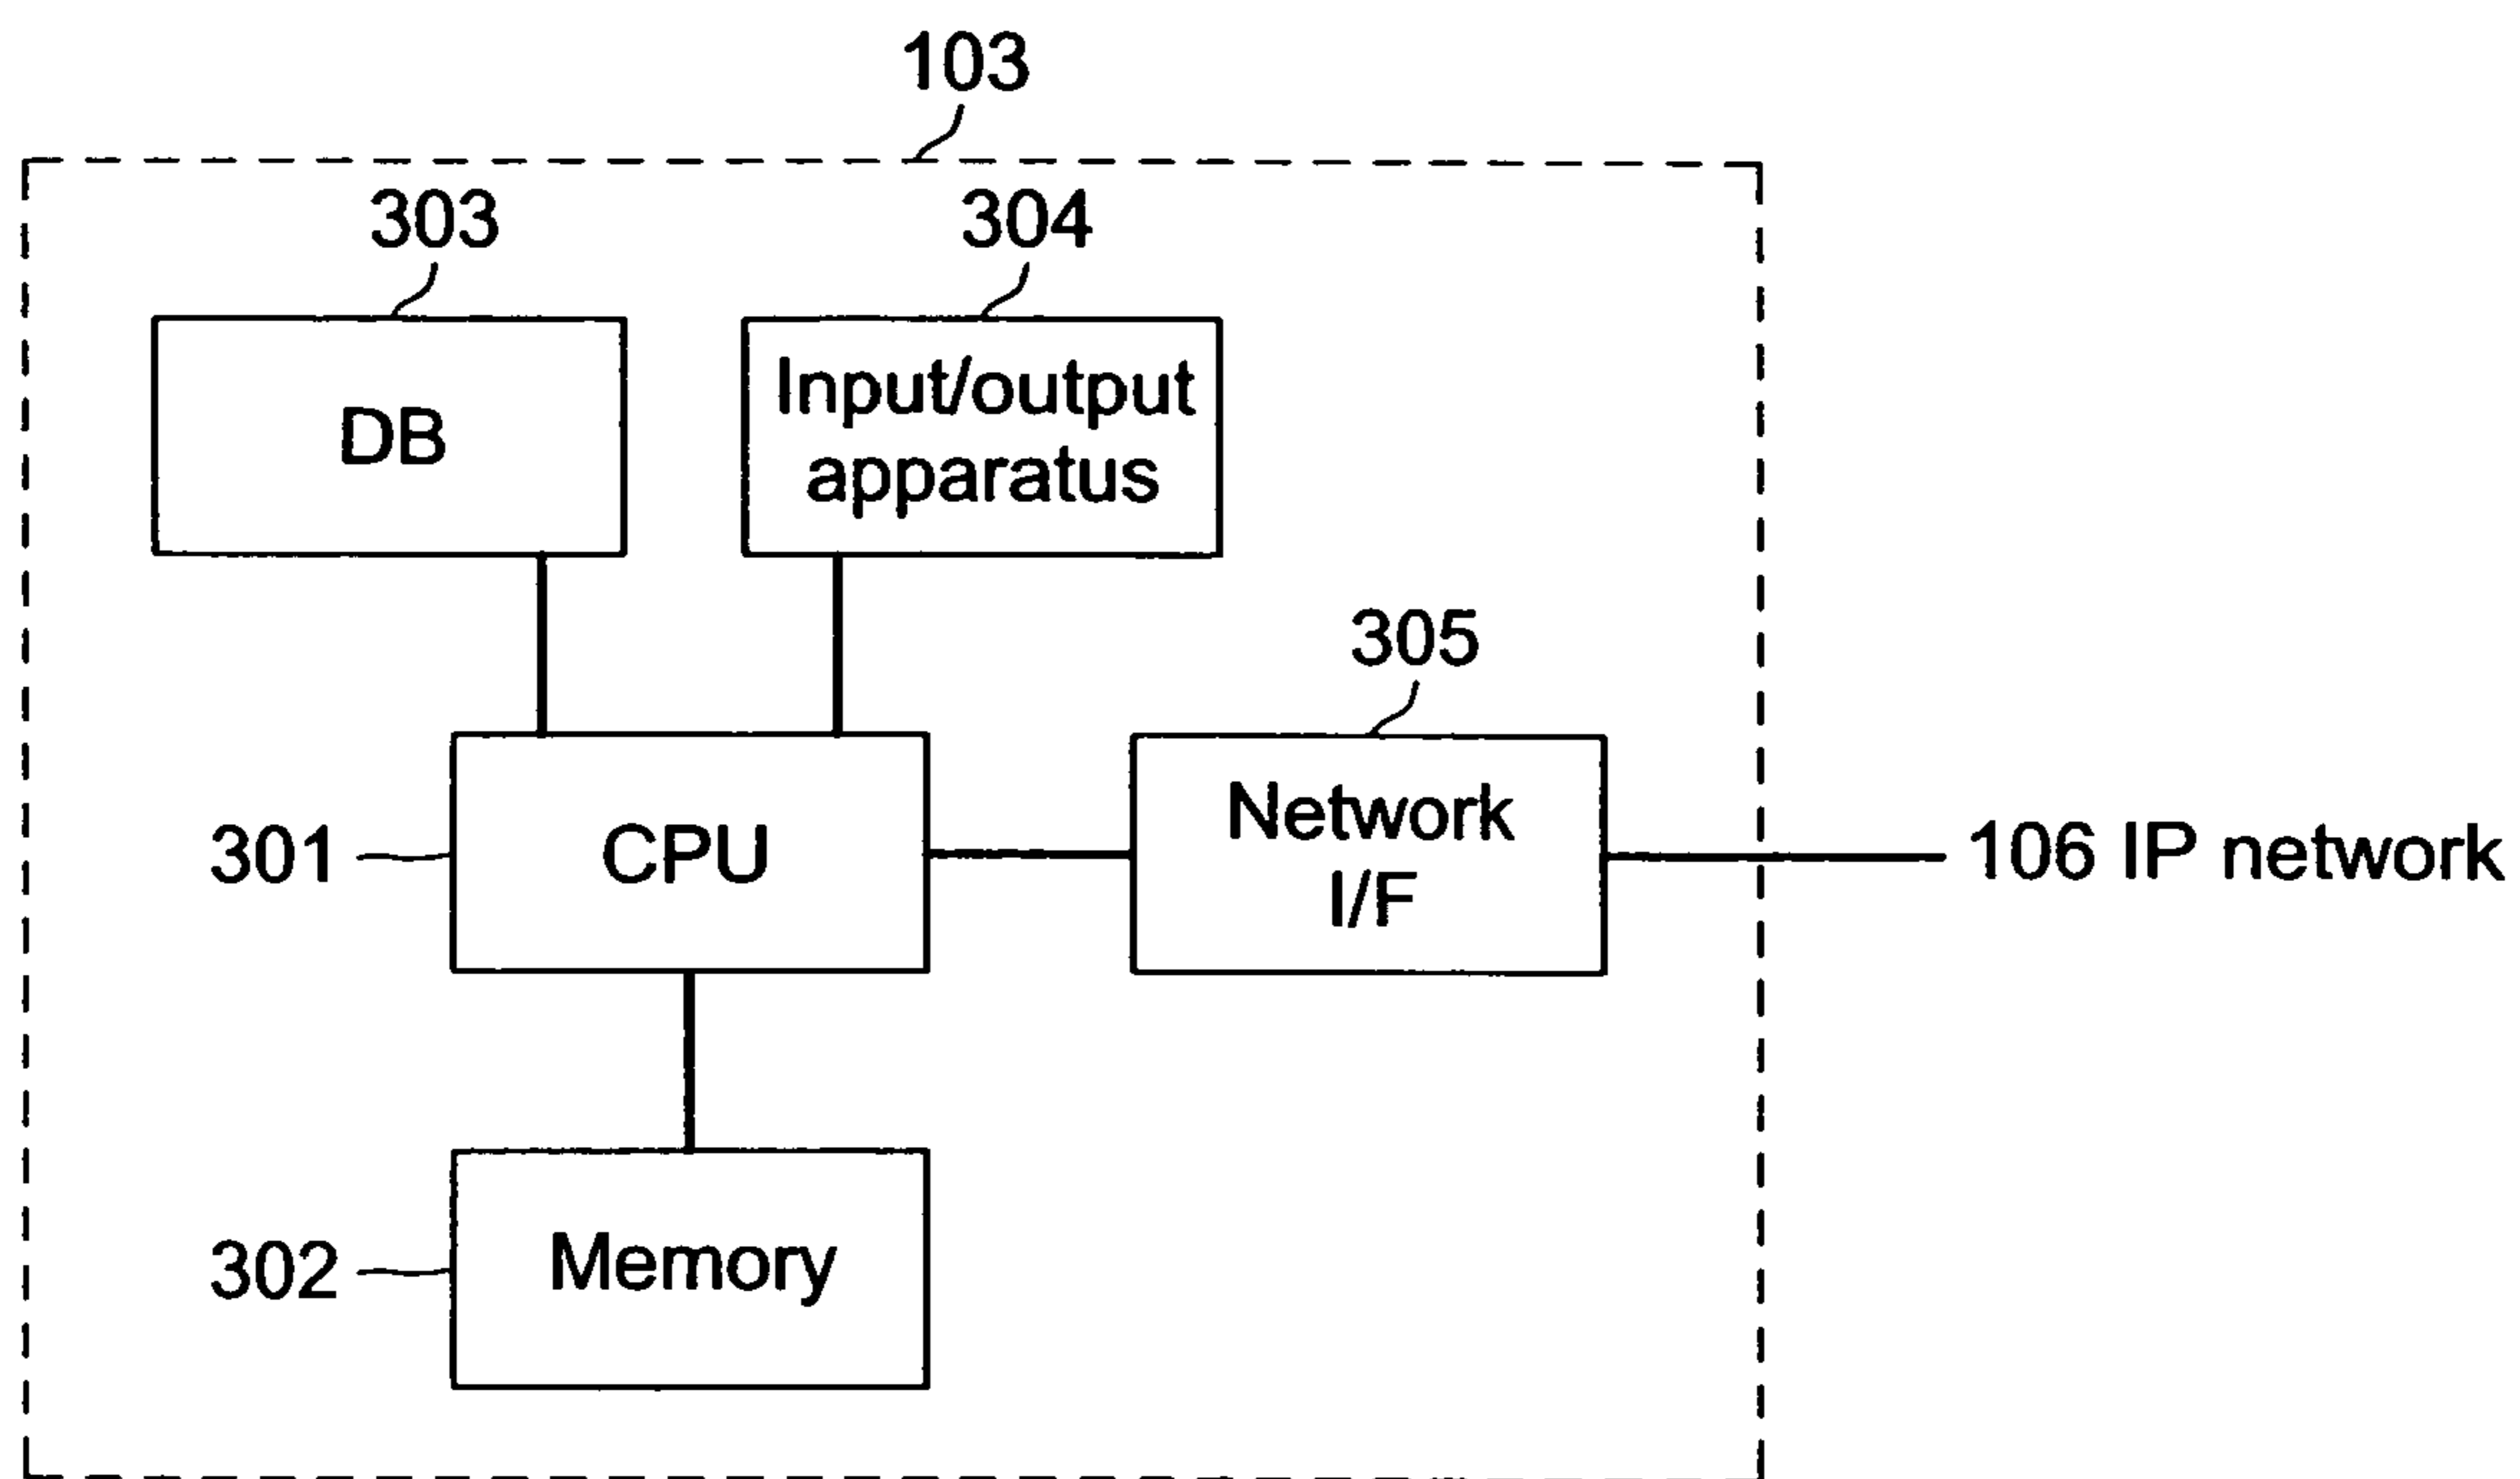 103
303
304
DB
Input/output
apparatus
305
301
CPU
Network
I/F
106 IP network
302
Memory